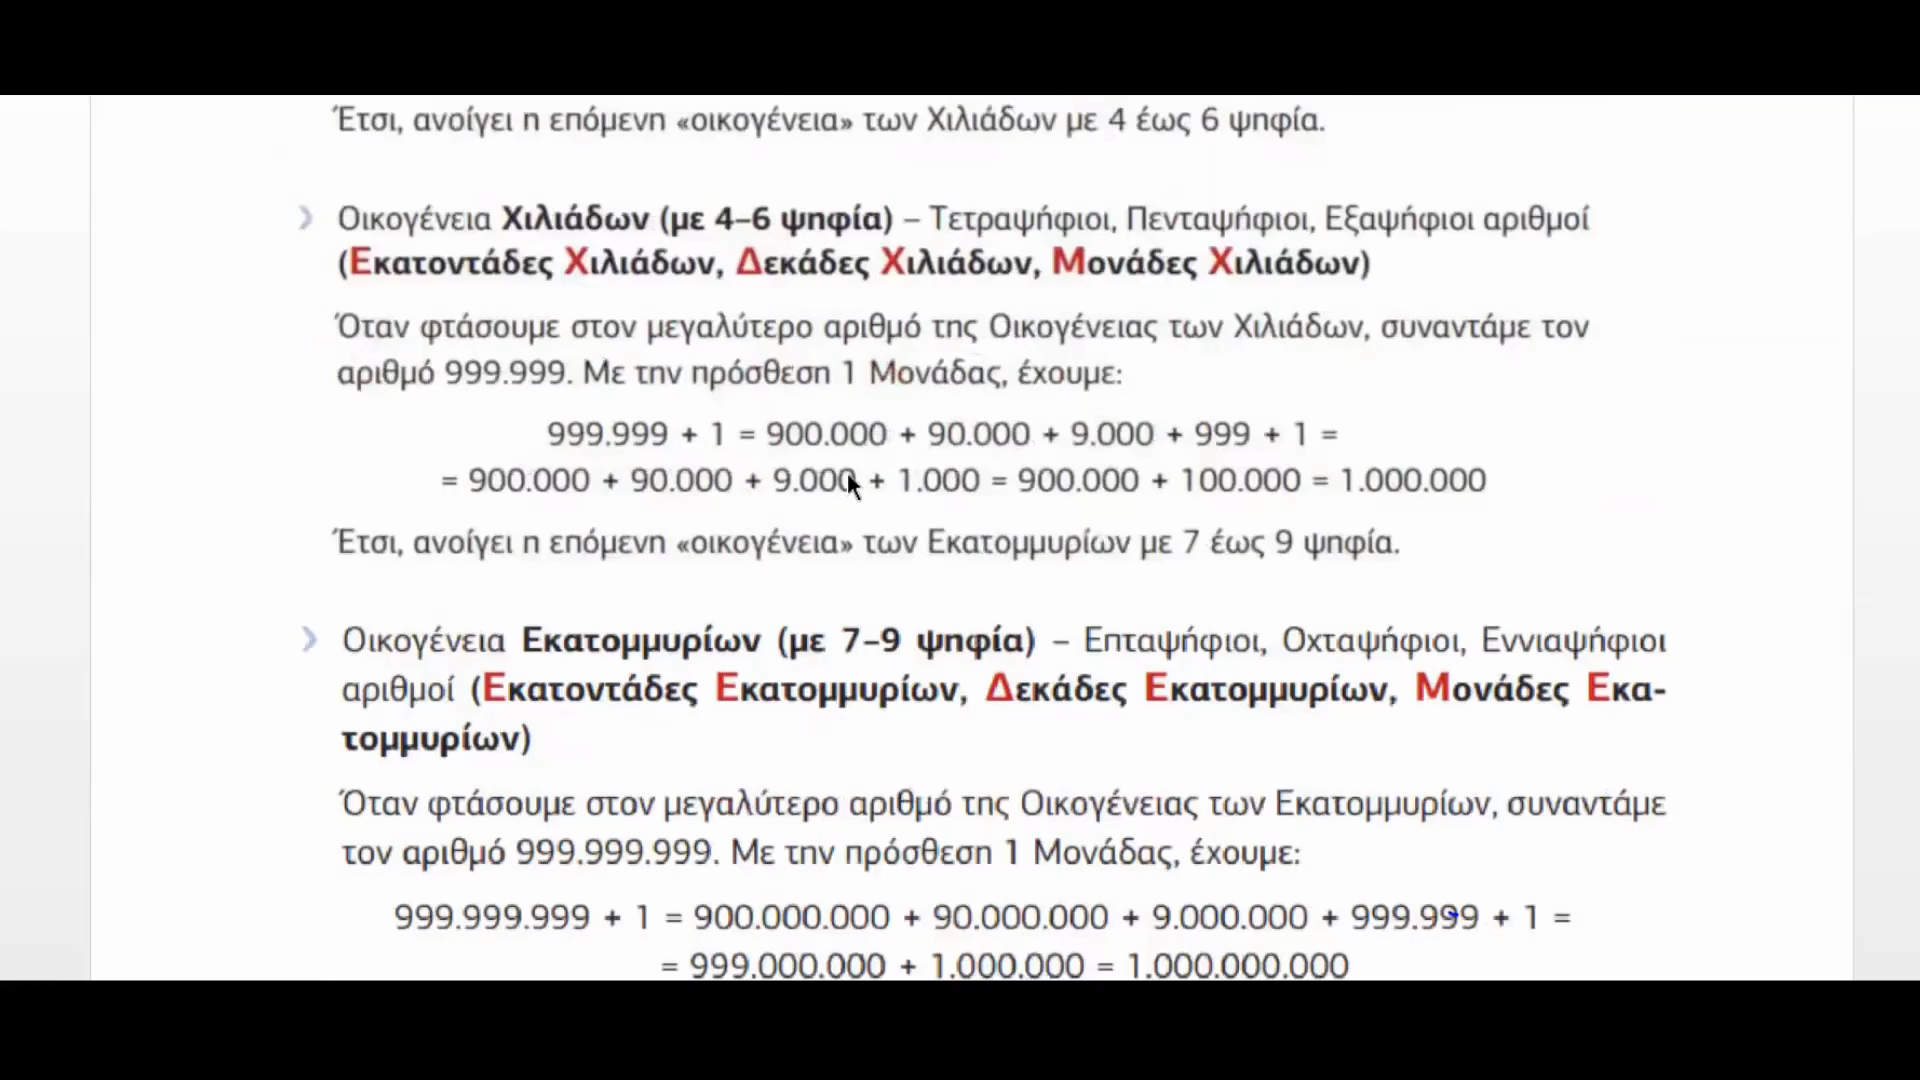 Έτσι, ανοίγει η επόμενη «οικογένεια» των Χιλιάδων με 4 έως 6 ψηφία.
› Οικογένεια Χιλιάδων (με 4–6 ψηφία) – Τετραψήφιοι, Πενταψήφιοι, Εξαψήφιοι αριθμοί
(Εκατοντάδες Χιλιάδων, Δεκάδες Χιλιάδων, Μονάδες Χιλιάδων)
Όταν φτάσουμε στον μεγαλύτερο αριθμό της Οικογένειας των Χιλιάδων, συναντάμε τον
αριθμό 999.999. Με την πρόσθεση 1 Μονάδας, έχουμε:
999.999 + 1 = 900.000 + 90.000 + 9.000 + 999 + 1 =
= 900.000 + 90.000 + 9.000 + 1.000 = 900.000 + 100.000 = 1.000.000
Έτσι, ανοίγει η επόμενη «οικογένεια» των Εκατομμυρίων με 7 έως 9 ψηφία.
› Οικογένεια Εκατομμυρίων (με 7–9 ψηφία) – Επταψήφιοι, Οχταψήφιοι, Εννιαψήφιοι
αριθμοί (Εκατοντάδες Εκατομμυρίων, Δεκάδες Εκατομμυρίων, Μονάδες Εκα-
τομμυρίων)
Όταν φτάσουμε στον μεγαλύτερο αριθμό της Οικογένειας των Εκατομμυρίων, συναντάμε
τον αριθμό 999.999.999. Με την πρόσθεση 1 Μονάδας, έχουμε:
999.999.999 + 1 = 900.000.000 + 90.000.000 + 9.000.000 + 999.999 + 1 =
= 999.000.000 + 1.000.000 = 1.000.000.000